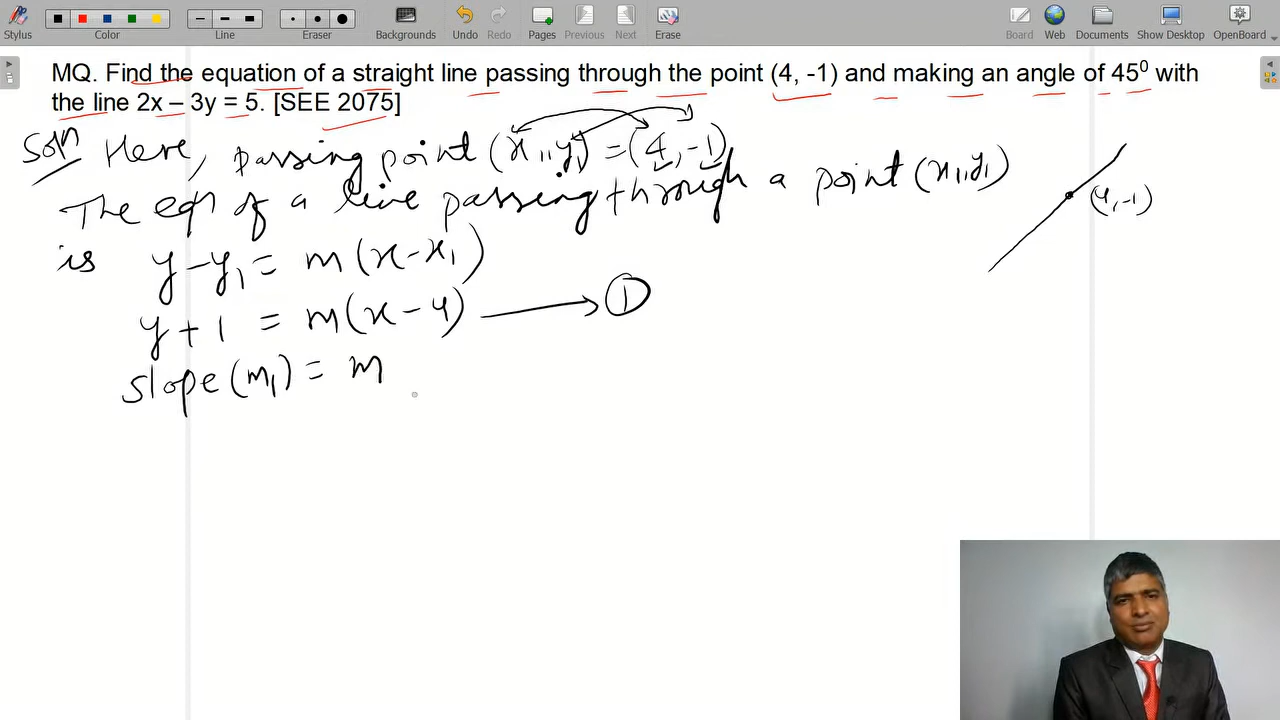 Stylus
Color
Line
Eraser
Backgrounds
Undo
Redo
Pages
Previous
Next
Erase
Board
Web
Documents
Show Desktop
OpenBoard
MQ. Find the equation of a straight line passing through the point (4, -1) and making an angle of 45⁰ with
the line 2x – 3y = 5. [SEE 2075]
Soln Here, passing point (x₁, y₁) = (4, -1)
The eqn of a line passing through a point (x₁, y₁)
is y - y₁ = m(x - x₁)
y + 1 = m(x - 4) ⟶ ①
slope (m₁) = m
(4, -1)